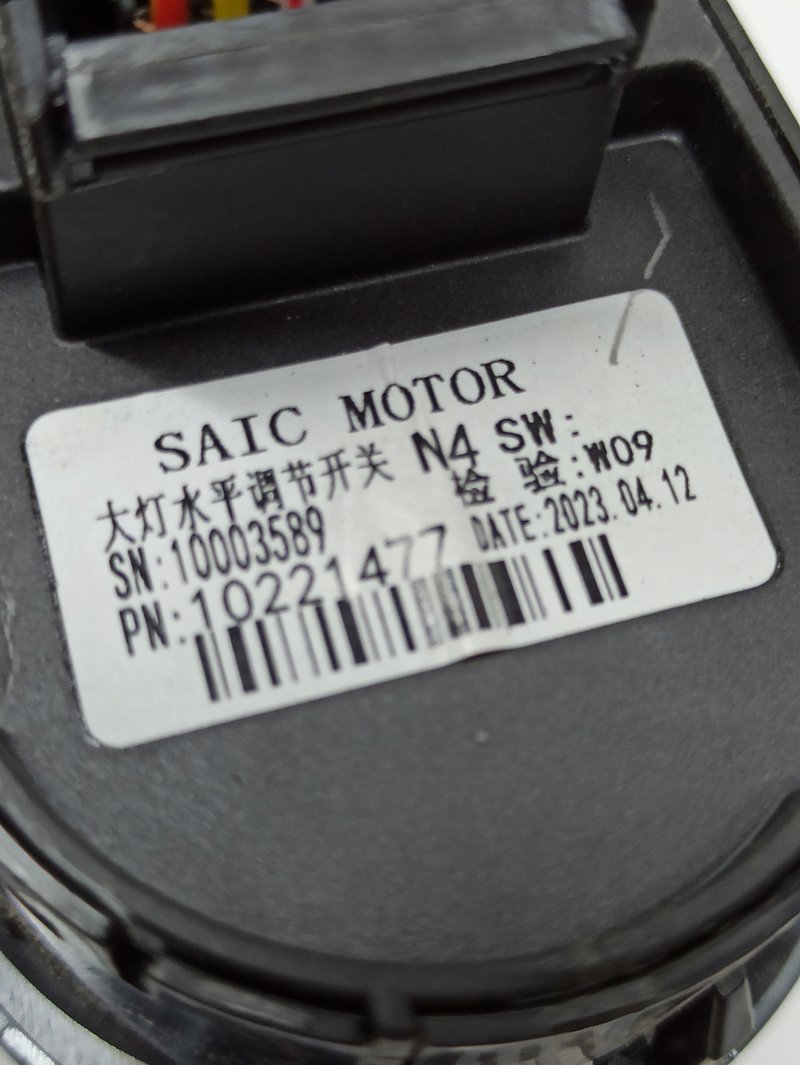 SAIC MOTOR
大灯水平调节开关 N4 SW:
SN:10003589 检 验:W09
PN:10221477 DATE:2023.04.12